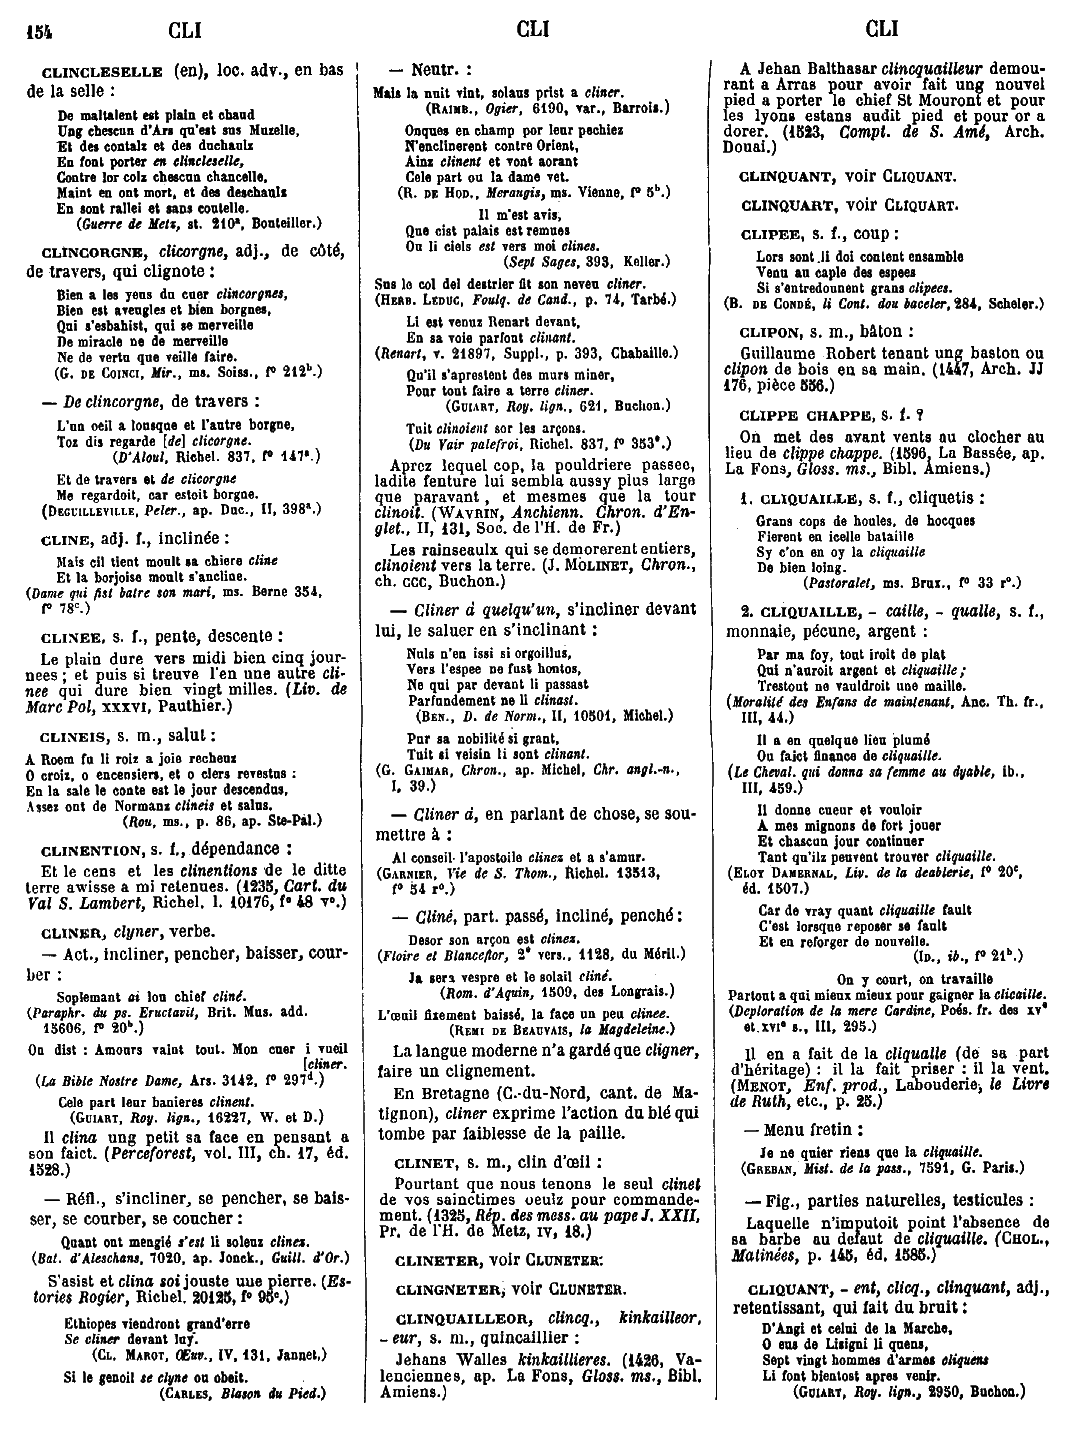 154 CLI CLI CLI
CLINCLESELLE (en), loc. adv., en bas
de la selle :
De maltalent est plain et chaud
Ung chescun d'Ars qu'est sus Muzelle,
Et des contalz et des duchaulz
En font porter en clincleselle,
Contre lor colz chescun chancelle,
Maint en ont mort, et des deschaulz
En sont rallei et sans coutelle.
(Guerre de Metz, st. 210ª, Bonteiller.)
CLINCORGNE, clicorgne, adj., de côté,
de travers, qui clignote :
Bien a les yeus du cuer clincorgnes,
Bien est aveugles et bien borgnes,
Qui s'esbahist, qui se merveille
De miracle ne de merveille
Ne de vertu que veille faire.
(G. DE COINCI, Mir., ms. Soiss., fº 212ᵇ.)
— De clincorgne, de travers :
L'un oeil a lousque et l'autre borgne,
Toz dis regarde [de] clicorgne.
(D'Aloul, Richel. 837, fº 147ª.)
Et de travers et de clicorgne
Me regardoit, car estoit borgne.
(DEGUILLEVILLE, Peler., ap. Duc., II, 398ª.)
CLINE, adj. f., inclinée :
Mais cil tient moult sa chiere cline
Et la borjoise moult s'ancline.
(Dame qui fist batre son mari, ms. Berne 354,
fº 78ᶜ.)
CLINEE, s. f., pente, descente :
Le plain dure vers midi bien cinq jour-
nees ; et puis si treuve l'en une autre cli-
nee qui dure bien vingt milles. (Liv. de
Marc Pol, XXXVI, Pauthier.)
CLINEIS, s. m., salut :
A Roem fu li roiz a joie recheuz
O croiz, o encensiers, et o clers revestus :
En la sale le conte est le jour descendus,
Assez ont de Normanz clineis et salus.
(Rou, ms., p. 86, ap. Ste-Pal.)
CLINENTION, s. f., dépendance :
Et le cens et les clinentions de le ditte
terre awisse a mi retenues. (1235, Cart. du
Val S. Lambert, Richel. l. 10176, fº 48 vº.)
CLINER, clyner, verbe.
— Act., incliner, pencher, baisser, cour-
ber :
Soplemant ai lou chief cliné.
(Paraphr. du ps. Eructavit, Brit. Mus. add.
15606, fº 20ᵇ.)
On dist : Amours vaint tout. Mon cuer i vueil
[cliner.
(La Bible Nostre Dame, Ars. 3142, fº 297ᵈ.)
Cele part leur banieres clinent.
(GUIART, Roy. lign., 16227, W. et D.)
Il clina ung petit sa face en pensant a
son faict. (Perceforest, vol. III, ch. 17, éd.
1528.)
— Réfl., s'incliner, se pencher, se bais-
ser, se courber, se coucher :
Quant ont mengié s'est li solenz clinez.
(Bat. d'Aleschans, 7020, ap. Jonck., Guill. d'Or.)
S'asist et clina soi jouste une pierre. (Es-
tories Rogier, Richel. 20125, fº 95ᶜ.)
Ethiopes viendront grand'erre
Se cliner devant luy.
(CL. MAROT, Œuv., IV, 131, Jannet.)
Si le genoil se clyne ou obeit.
(CARLES, Blason du Pied.)
— Neutr. :
Mais la nuit vint, solaus prist a cliner.
(RAIMB., Ogier, 6190, var., Barrois.)
Onques en champ por leur pechiez
N'enclinerent contre Orient,
Ainz clinent et vont aorant
Cele part ou la dame vet.
(R. DE HOD., Meraugis, ms. Vienne, fº 5ᵇ.)
Il m'est avis,
Que cist palais est remues
Ou li ciels est vers moi clines.
(Sept Sages, 393, Keller.)
Sus le col del destrier fit son neveu cliner.
(HERB. LEDUC, Foulq. de Cand., p. 74, Tarbé.)
Li est venuz Renart devant,
En sa voie parfont clinant.
(Renart, v. 21897, Suppl., p. 393, Chabaille.)
Qu'il s'aprestent des murs miner,
Pour tout faire a terre cliner.
(GUIART, Roy. lign., 621, Buchon.)
Tuit clinoient sor les arçons.
(Du Vair palefroi, Richel. 837, fº 353ᵉ.)
Aprez lequel cop, la pouldriere passee,
ladite fenture lui sembla aussy plus large
que paravant, et mesmes que la tour
clinoit. (WAVRIN, Anchienn. Chron. d'En-
glet., II, 131, Soc. de l'H. de Fr.)
Les rainseaulx qui se demorerent entiers,
clinoient vers la terre. (J. MOLINET, Chron.,
ch. CCC, Buchon.)
— Cliner à quelqu'un, s'incliner devant
lui, le saluer en s'inclinant :
Nuls n'en issi si orgoillus,
Vers l'espee ne fust hontos,
Ne qui par devant li passast
Parfundement ne li clinast.
(BEN., D. de Norm., II, 10501, Michel.)
Pur sa nobilité si grant,
Tuit si veisin li sont clinant.
(G. GAIMAR, Chron., ap. Michel, Chr. angl.-n.,
I, 39.)
— Cliner à, en parlant de chose, se sou-
mettre à :
Al conseil l'apostoile clinez et a s'amur.
(GARNIER, Vie de S. Thom., Richel. 13513,
fº 54 rº.)
— Cliné, part. passé, incliné, penché :
Desor son arçon est clinez.
(Floire et Blanceflor, 2ᵉ vers., 1128, du Méril.)
Ja sera vespre et le solail cliné.
(Rom. d'Aquin, 1509, des Longrais.)
L'œuil fixement baissé, la face un peu clinee.
(REMI DE BEAUVAIS, la Magdeleine.)
La langue moderne n'a gardé que cligner,
faire un clignement.
En Bretagne (C.-du-Nord, cant. de Ma-
tignon), cliner exprime l'action du blé qui
tombe par faiblesse de la paille.
CLINET, s. m., clin d'œil :
Pourtant que nous tenons le seul clinet
de vos sainctimes oeulz pour commande-
ment. (1325, Rép. des mess. au pape J. XXII,
Pr. de l'H. de Metz, IV, 18.)
CLINETER, voir CLUNETER.
CLINGNETER, voir CLUNETER.
CLINQUAILLEOR, clincq., kinkailleor,
- eur, s. m., quincaillier :
Jehans Walles kinkaillieres. (1426, Va-
lenciennes, ap. La Fons, Gloss. ms., Bibl.
Amiens.)
A Jehan Balthasar clincquailleur demou-
rant a Arras pour avoir fait ung nouvel
pied a porter le chief St Mouront et pour
les lyons estans audit pied et pour or a
dorer. (1523, Compt. de S. Amé, Arch.
Douai.)
CLINQUANT, voir CLIQUANT.
CLINQUART, voir CLIQUART.
CLIPEE, s. f., coup :
Lors sont li doi content ensamble
Venu au caple des espees
Si s'entredounent grans clipees.
(B. DE CONDÉ, li Cont. dou baceler, 284, Scheler.)
CLIPON, s. m., bâton :
Guillaume Robert tenant ung baston ou
clipon de bois en sa main. (1447, Arch. JJ
176, pièce 556.)
CLIPPE CHAPPE, s. f. ?
On met des avant vents au clocher au
lieu de clippe chappe. (1596, La Bassée, ap.
La Fons, Gloss. ms., Bibl. Amiens.)
1. CLIQUAILLE, s. f., cliquetis :
Grans cops de houles, de hocques
Fierent en icelle bataille
Sy c'on en oy la cliquaille
De bien loing.
(Pastoralet, ms. Brux., fº 33 rº.)
2. CLIQUAILLE, - caille, - qualle, s. f.,
monnaie, pécune, argent :
Par ma foy, tout iroit de plat
Qui n'auroit argent et cliquaille ;
Trestout ne vauldroit une maille.
(Moralité des Enfans de maintenant, Anc. Th. fr.,
III, 44.)
Il a en quelque lieu plumé
Ou faict finance de cliquaille.
(Le Cheval. qui donna sa femme au dyable, ib.,
III, 459.)
Il donne cueur et vouloir
A mes mignons de fort jouer
Et chascun jour continuer
Tant qu'ilz peuvent trouver cliquaille.
(ELOY DAMERNAL, Liv. de la deablerie, fº 20ᶜ,
éd. 1507.)
Car de vray quant cliquaille fault
C'est lorsque reposer se fault
Et en reforger de nouvelle.
(ID., ib., fº 21ᵇ.)
On y court, on travaille
Partout a qui mieux mieux pour gaigner la clicaille.
(Deploration de la mere Cardine, Poés. fr. des XVᵉ
et XVIᵉ s., III, 295.)
Il en a fait de la cliqualle (de sa part
d'héritage) : il la fait priser : il la vent.
(MENOT, Enf. prod., Labouderie, le Livre
de Ruth, etc., p. 25.)
— Menu fretin :
Je ne quier riens que la cliquaille.
(GREBAN, Mist. de la pass., 7591, G. Paris.)
— Fig., parties naturelles, testicules :
Laquelle n'imputoit point l'absence de
sa barbe au defaut de cliquaille. (CHOL.,
Matinées, p. 145, éd. 1585.)
CLIQUANT, - ent, clicq., clinquant, adj.,
retentissant, qui fait du bruit :
D'Angi et celui de la Marche,
O eus de Lisigni li quens,
Sept vingt hommes d'armes cliquens
Li font bientost apres venir.
(GUIART, Roy. lign., 2950, Buchon.)